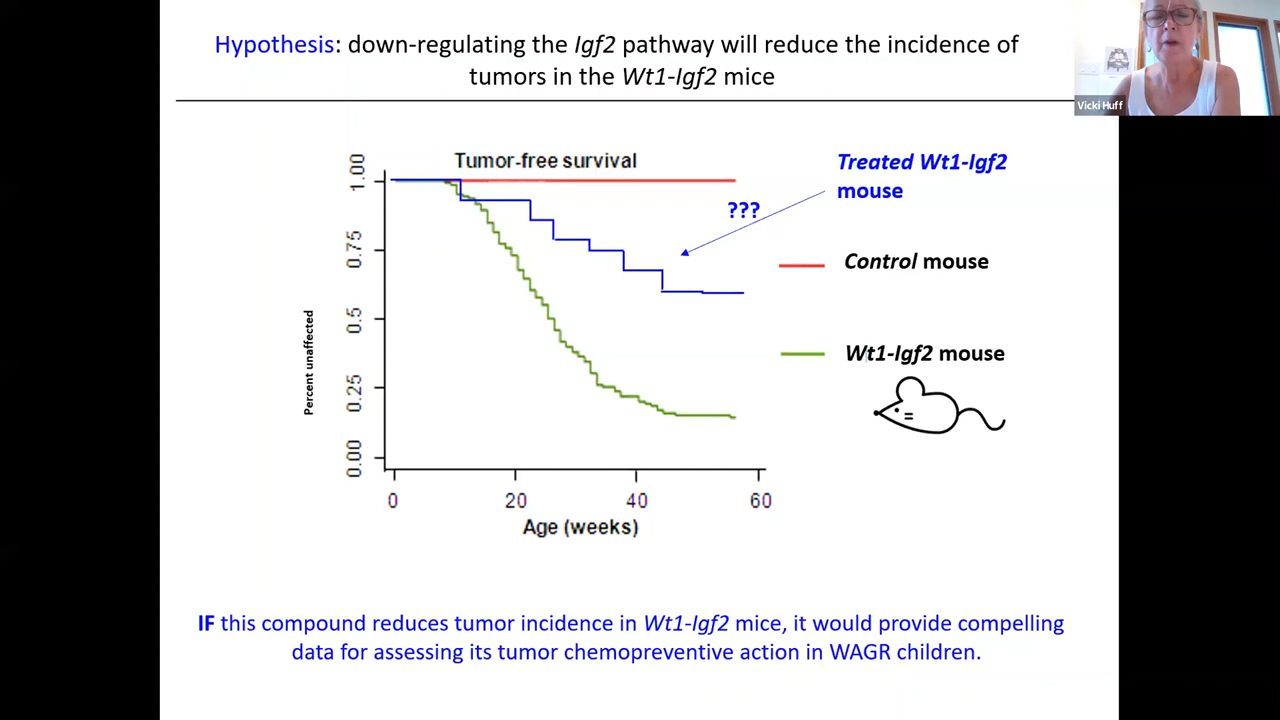 Hypothesis: down-regulating the Igf2 pathway will reduce the incidence of
tumors in the Wt1-Igf2 mice
Vicki Huff
Tumor-free survival
Treated Wt1-Igf2
mouse
???
Control mouse
Wt1-Igf2 mouse
Percent unaffected
1.00
0.75
0.5
0.25
0.00
0
20
40
60
Age (weeks)
IF this compound reduces tumor incidence in Wt1-Igf2 mice, it would provide compelling
data for assessing its tumor chemopreventive action in WAGR children.